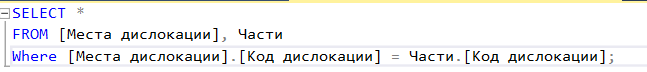 SELECT *
FROM [Места дислокации], Части
Where [Места дислокации].[Код дислокации] = Части.[Код дислокации];